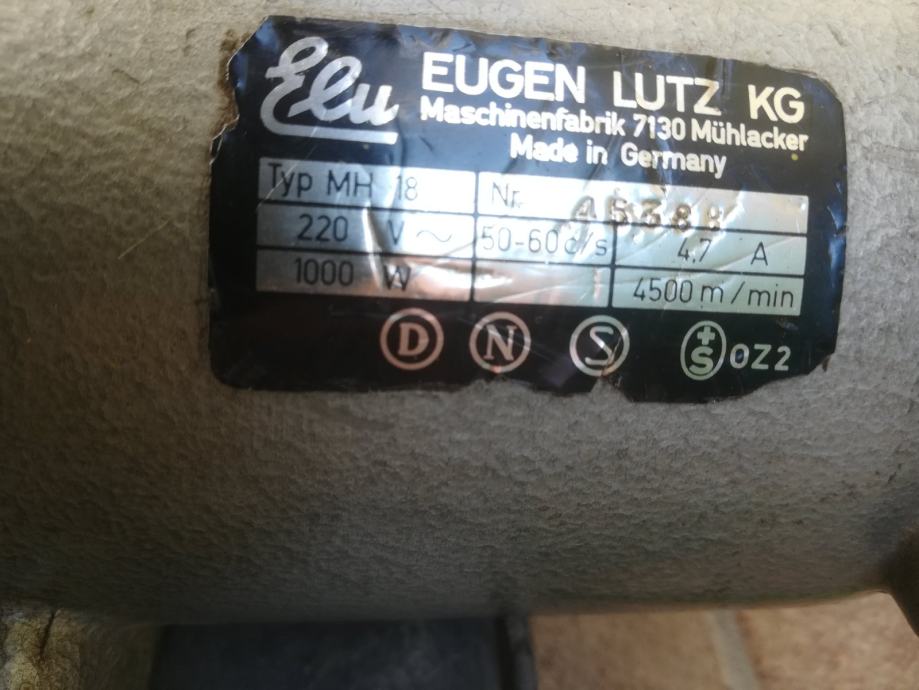 Elu
EUGEN LUTZ KG
Maschinenfabrik 7130 Mühlacker
Made in Germany
Typ MH 18 Nr. 45388
220 V ~ 50-60 c/s 4.7 A
1000 W 4500 m/min
D N S +S OZ2